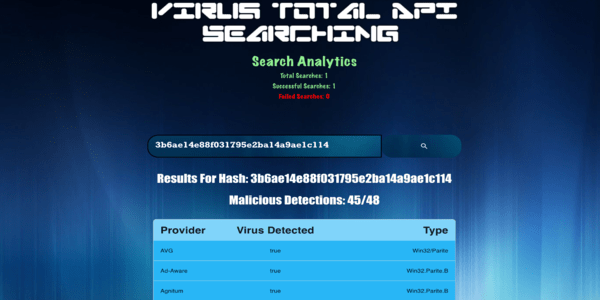 VIRUS TOTAL API
SEARCHING
Search Analytics
Total Searches: 1
Successful Searches: 1
Failed Searches: 0
3b6ae14e88f031795e2ba14a9ae1c114
Results For Hash: 3b6ae14e88f031795e2ba14a9ae1c114
Malicious Detections: 45/48
Provider Virus Detected Type
AVG true Win32/Parite
Ad-Aware true Win32.Parite.B
Agnitum true Win32.Parite.B